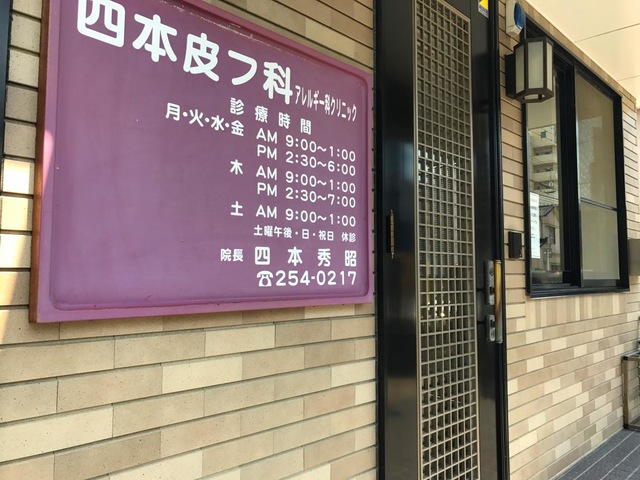 四本皮フ科アレルギー科クリニック
診療時間
月・火・水・金 AM 9:00〜1:00
PM 2:30〜6:00
木 AM 9:00〜1:00
PM 2:30〜7:00
土 AM 9:00〜1:00
土曜午後・日・祝日 休診
院長 四本秀昭
☎254-0217